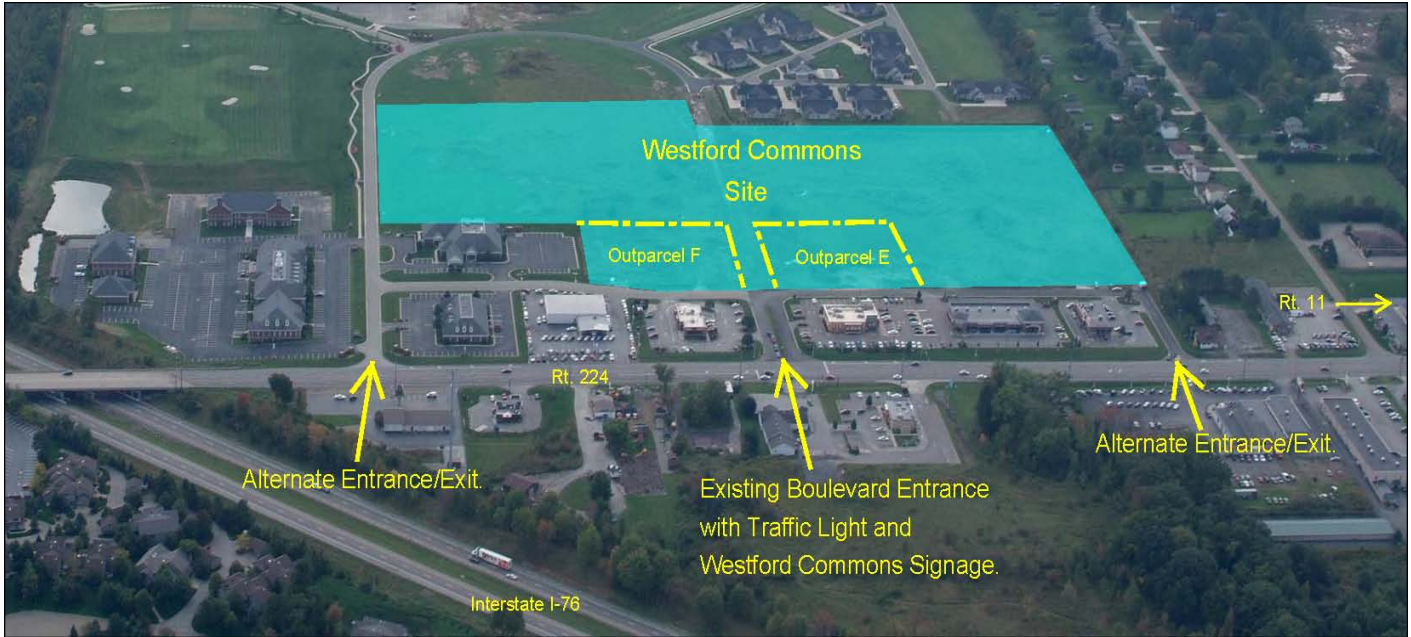 Westford Commons
Site
Outparcel F
Outparcel E
Rt. 11
Rt. 224
Alternate Entrance/Exit.
Alternate Entrance/Exit.
Existing Boulevard Entrance
with Traffic Light and
Westford Commons Signage.
Interstate I-76